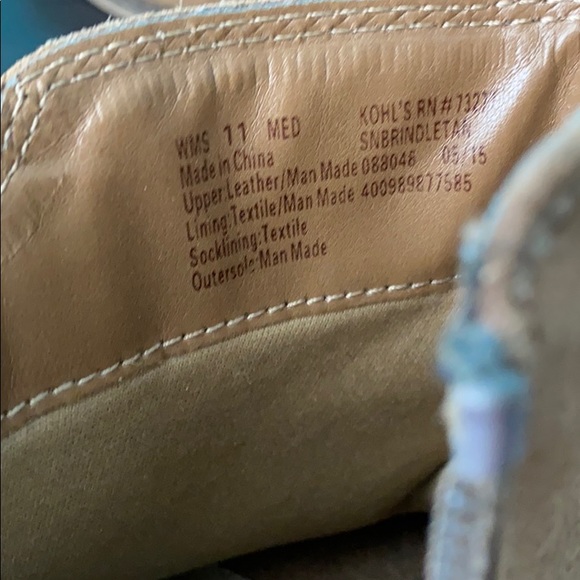 WMS 11 MED
Made in China
Upper:Leather/Man Made
Lining:Textile/Man Made
Socklining:Textile
Outersole:Man Made
KOHL'S RN#
SNBRINDLETAN
088048 05/15
400989877585